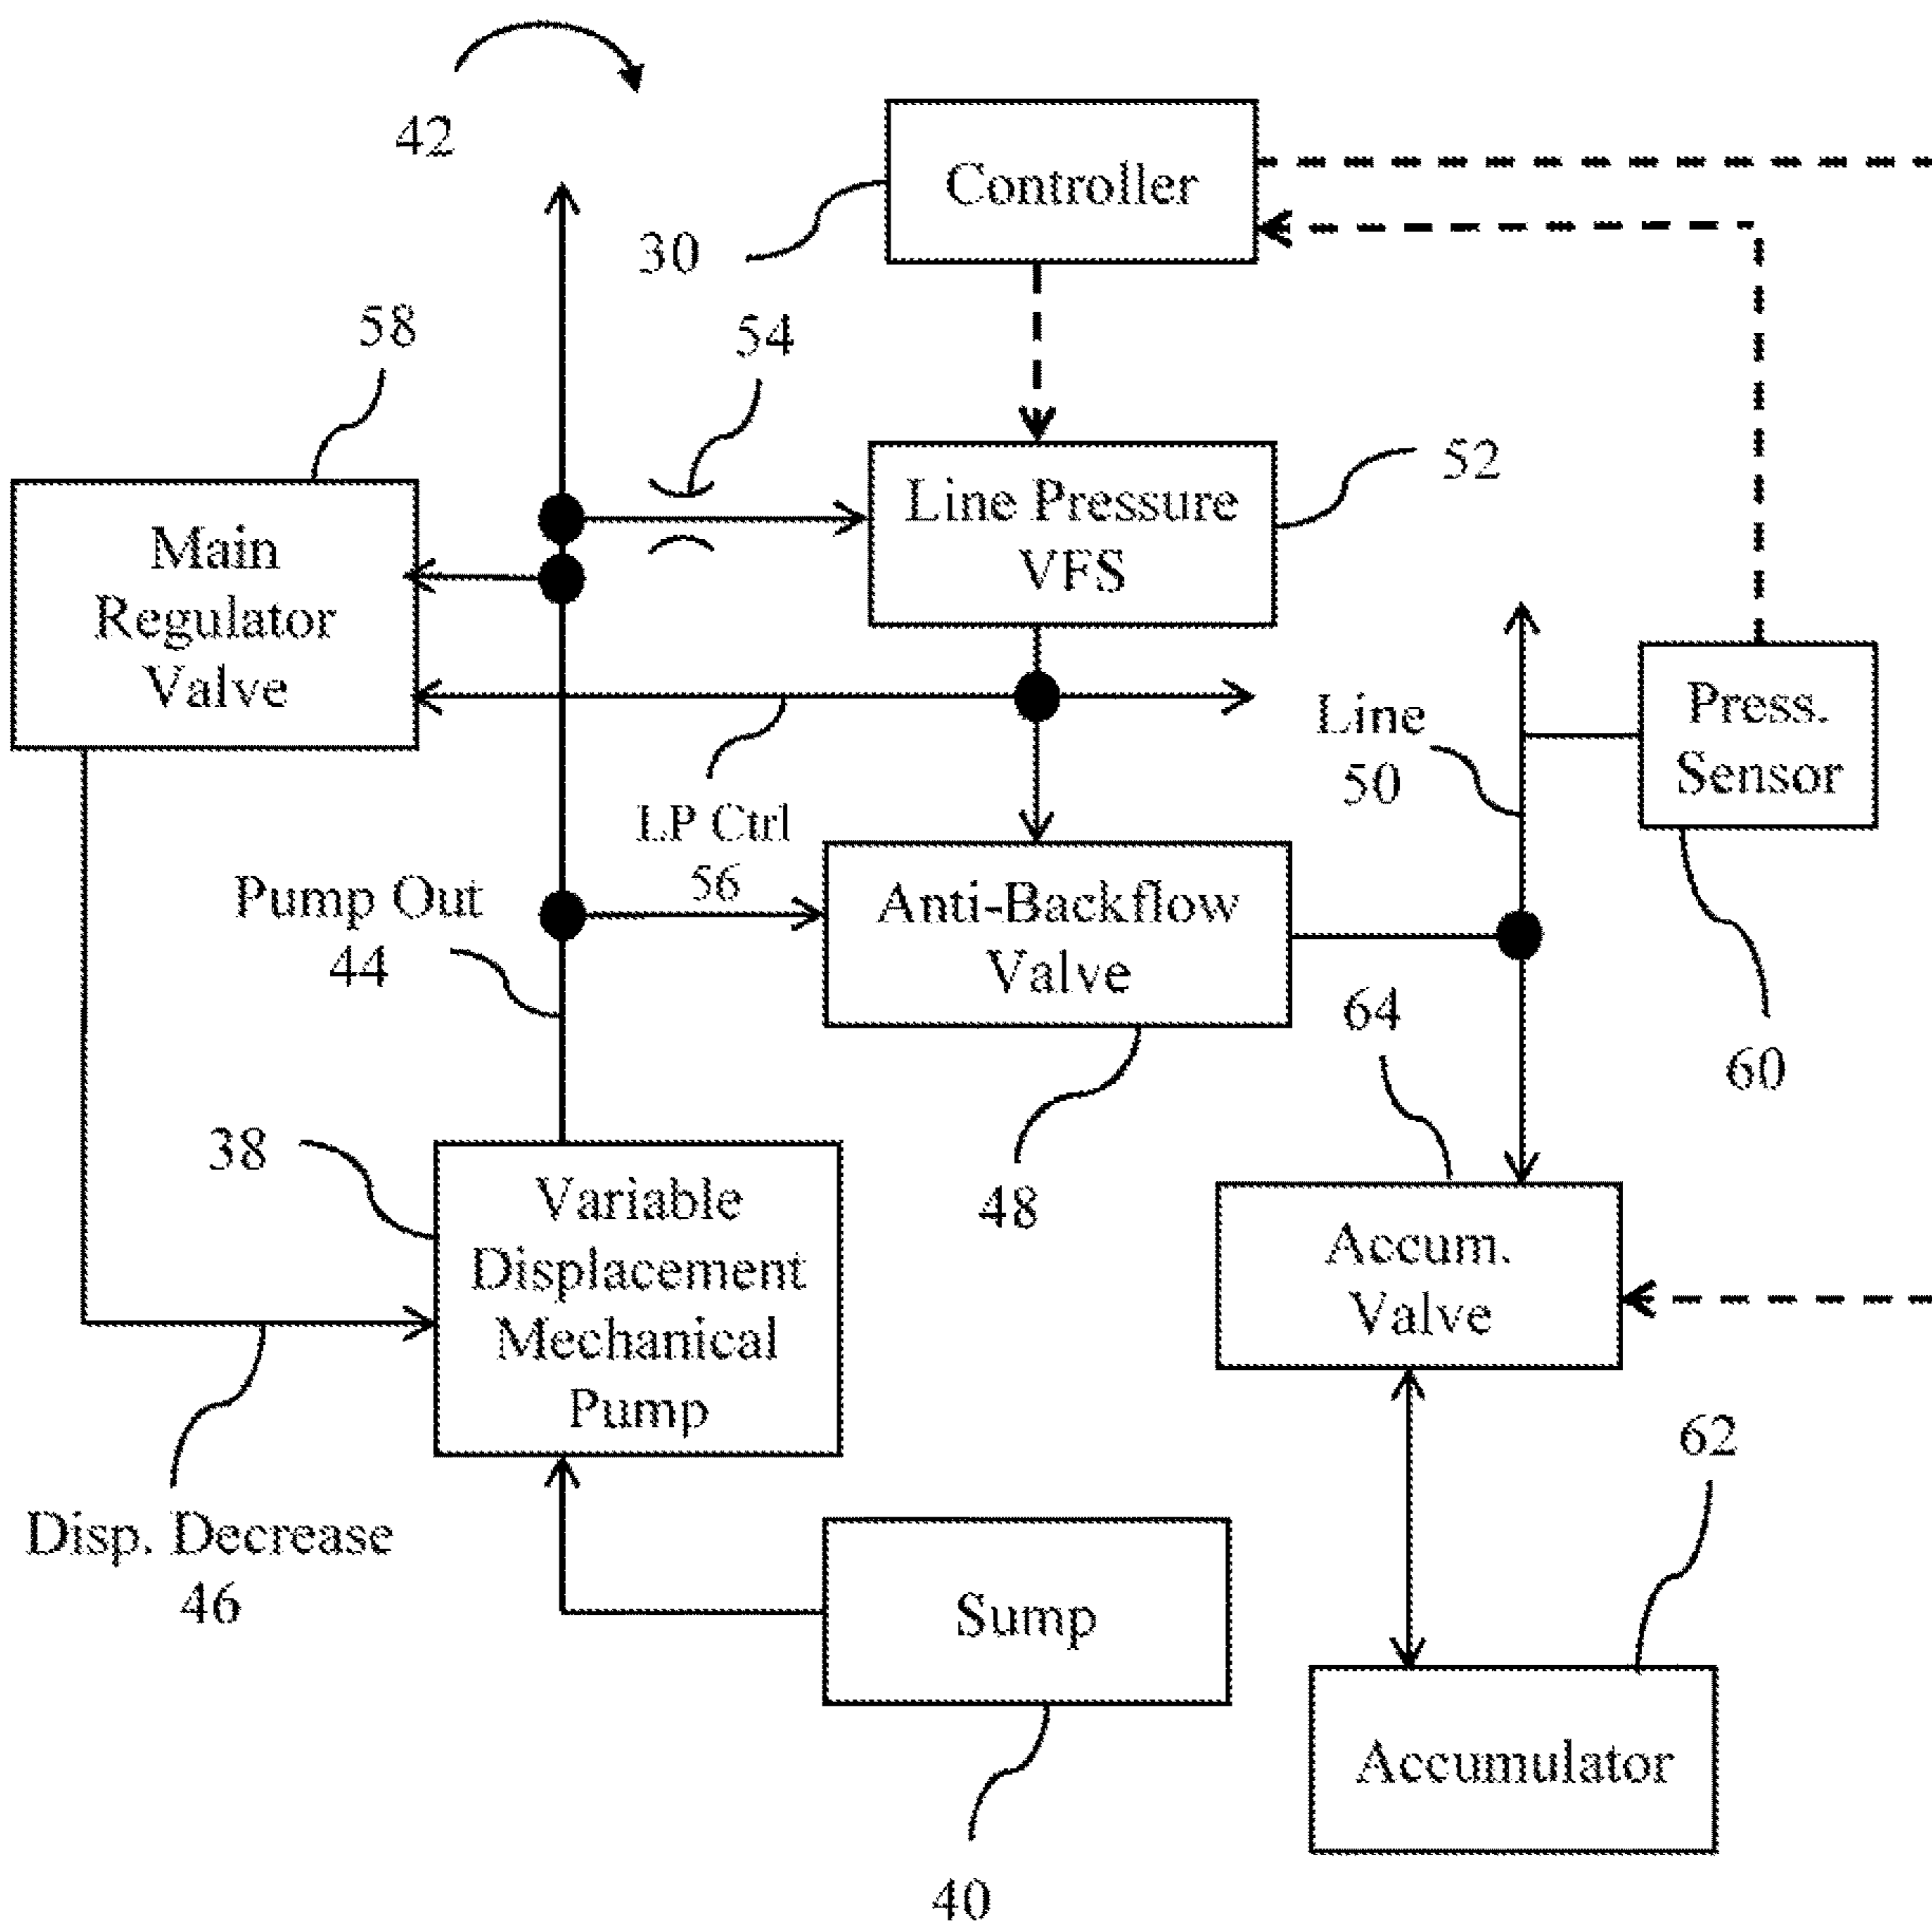 42
Controller
30
58
54
52
Line Pressure
VFS
Main
Regulator
Valve
Line
50
Press.
Sensor
LP Ctrl
56
Pump Out
44
Anti-Backflow
Valve
64
60
38
48
Variable
Displacement
Mechanical
Pump
Accum.
Valve
62
Disp. Decrease
46
Sump
Accumulator
40